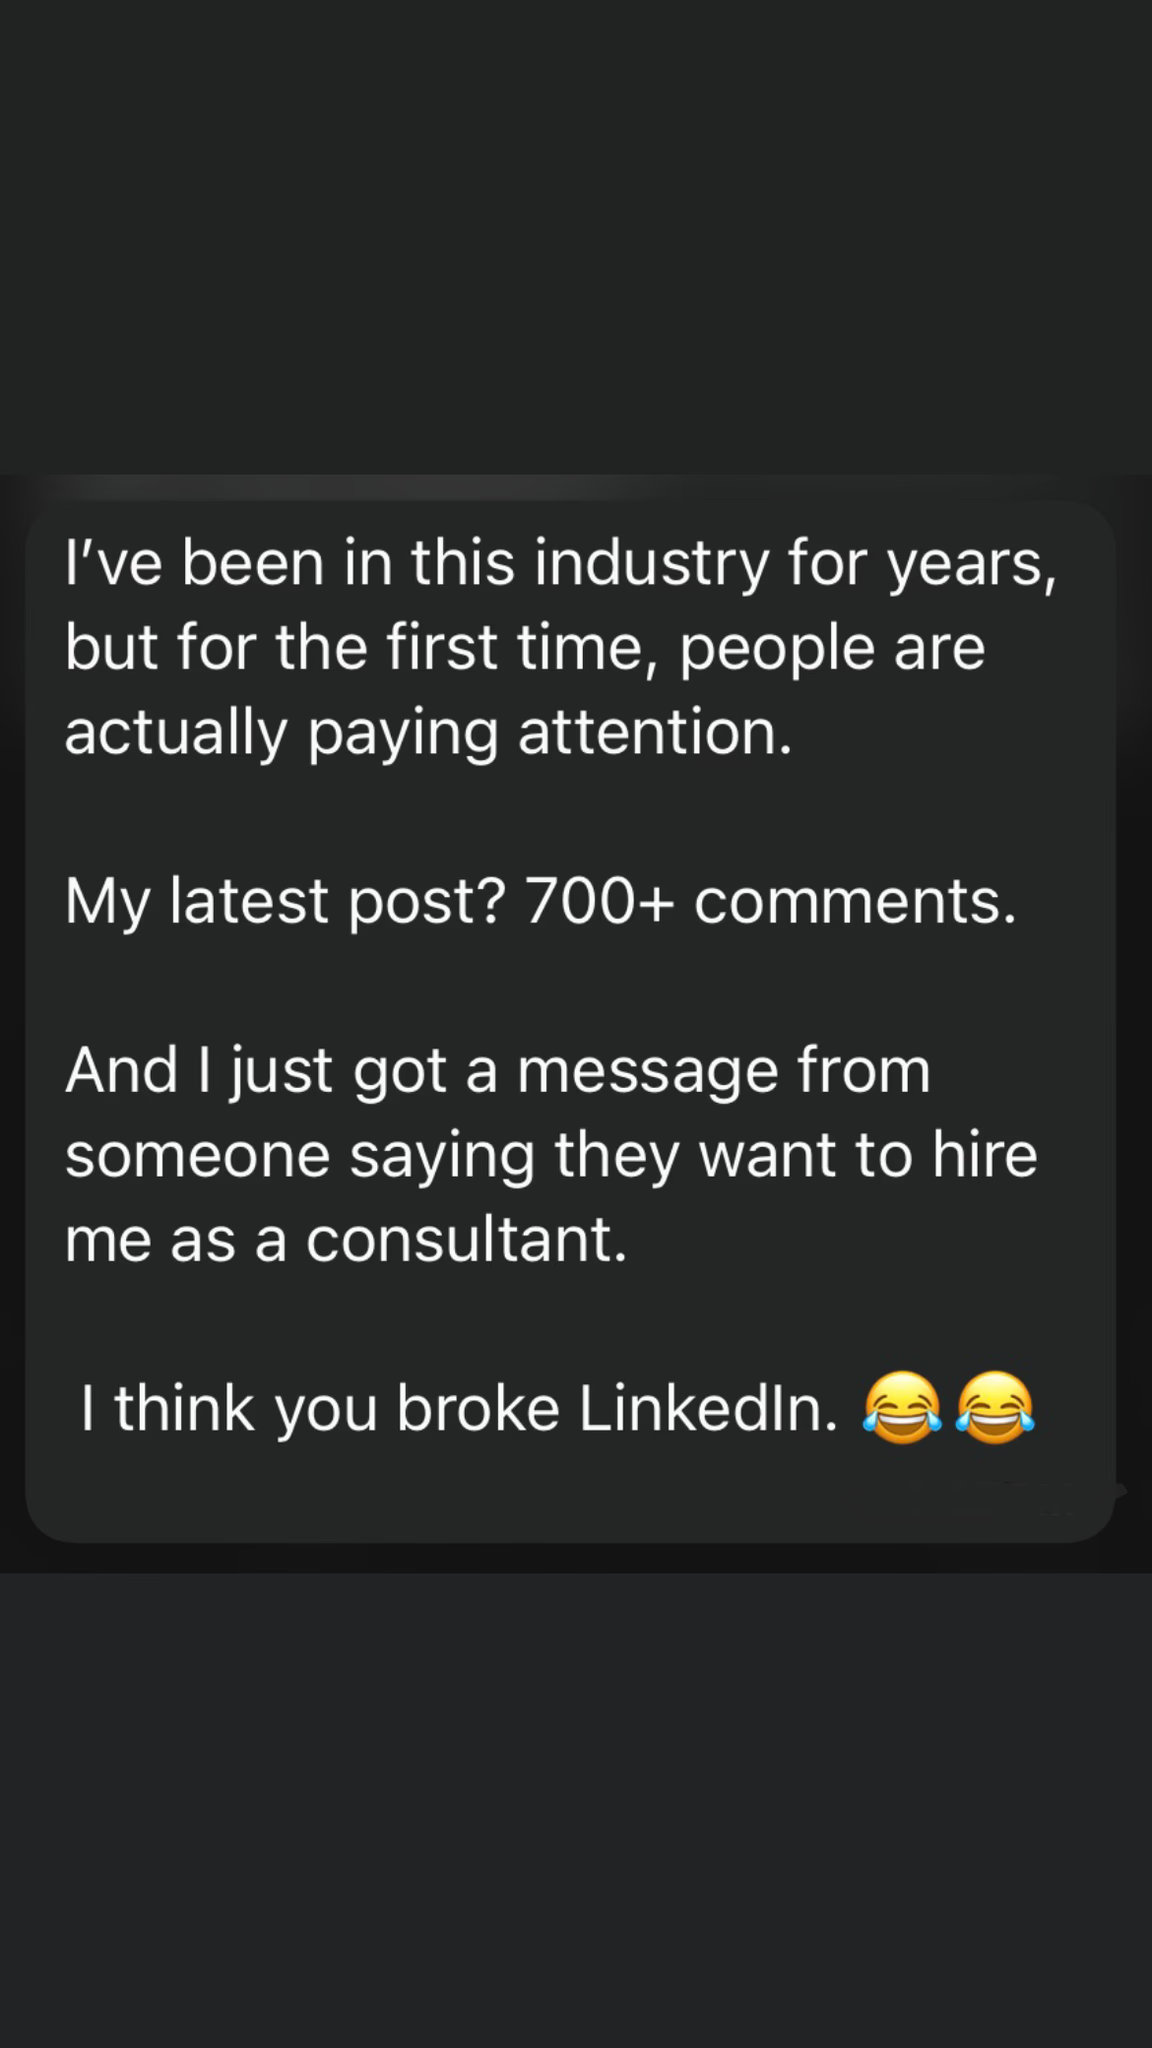 I’ve been in this industry for years,
but for the first time, people are
actually paying attention.
My latest post? 700+ comments.
And I just got a message from
someone saying they want to hire
me as a consultant.
I think you broke LinkedIn. 😂😂